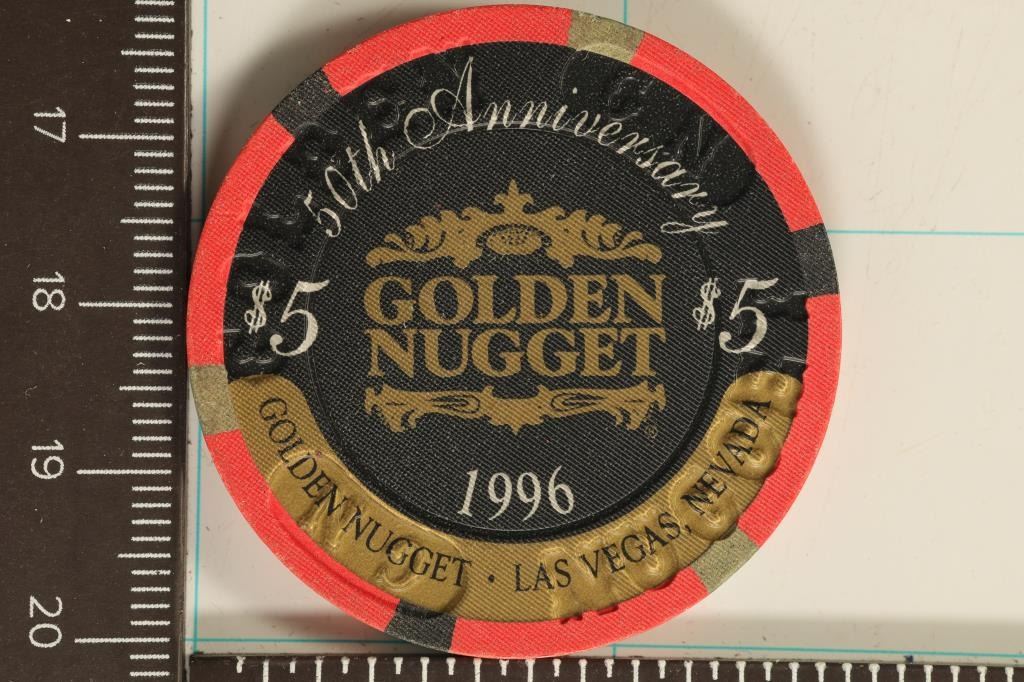 50th Anniversary
$5
GOLDEN
NUGGET
®
$5
1996
GOLDEN NUGGET · LAS VEGAS, NEVADA
17
18
19
20